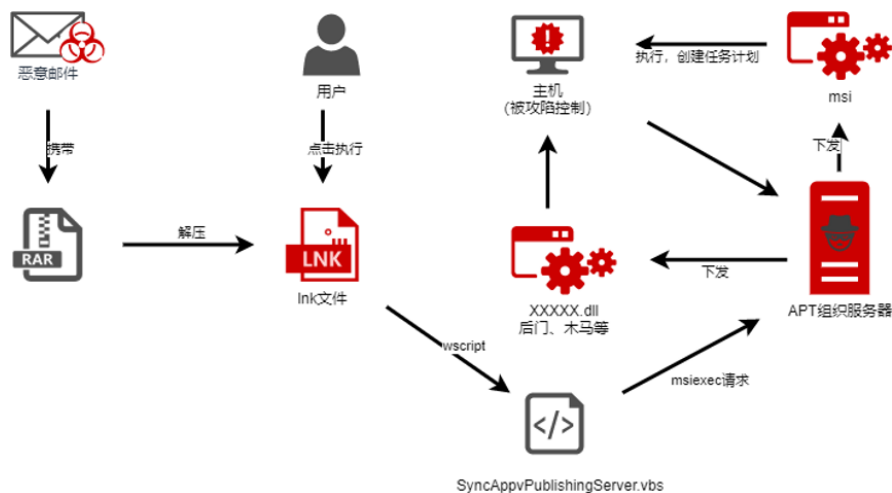 恶意邮件
用户
主机
(被攻陷控制)
执行，创建任务计划
msi
携带
点击执行
下发
RAR
解压
LNK
lnk文件
XXXXX.dll
后门、木马等
下发
APT组织服务器
wscript
msiexec请求
</>
SyncAppvPublishingServer.vbs